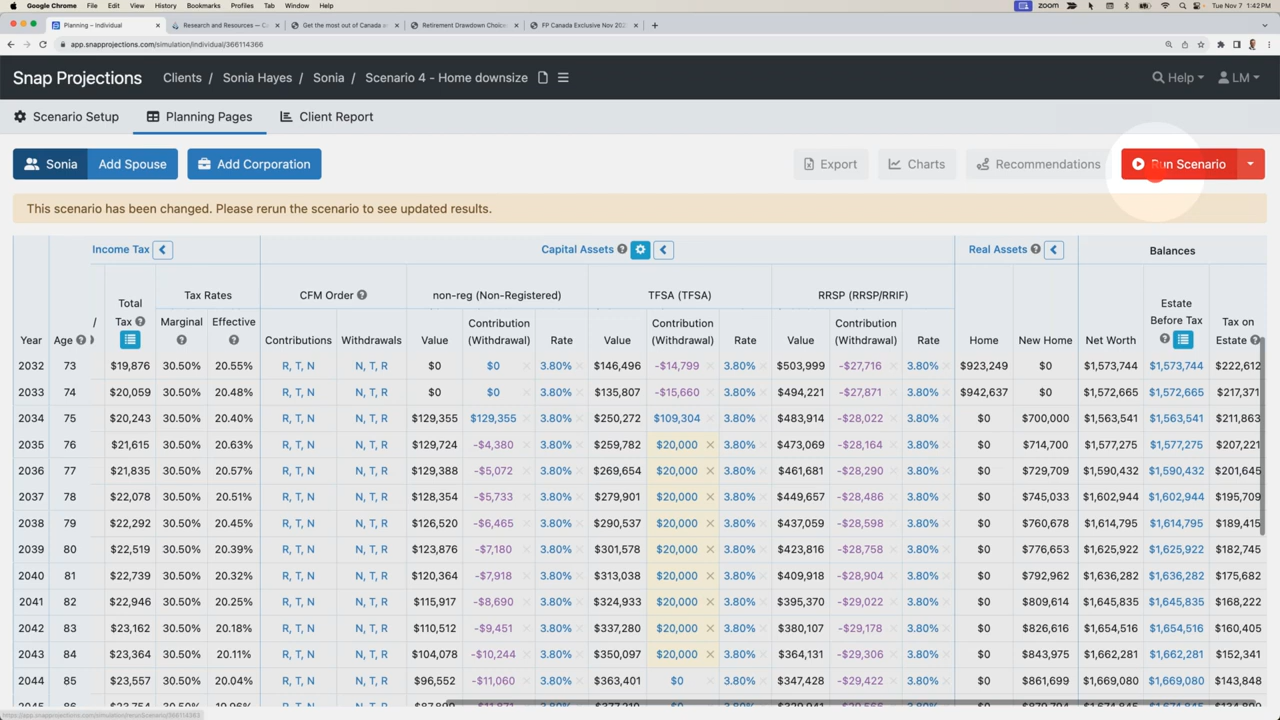 Google Chrome File Edit View History Bookmarks Profiles Tab Window Help zoom Tue Nov 7 1:42 PM
Planning – Individual Research and Resources — C Get the most out of Canada a Retirement Drawdown Choice FP Canada Exclusive Nov 202
app.snapprojections.com/simulation/individual/366114366
Snap Projections Clients / Sonia Hayes / Sonia / Scenario 4 - Home downsize Help LM
Scenario Setup Planning Pages Client Report
Sonia Add Spouse Add Corporation Export Charts Recommendations Run Scenario
This scenario has been changed. Please rerun the scenario to see updated results.
Income Tax Capital Assets Real Assets Balances
Tax Rates CFM Order non-reg (Non-Registered) TFSA (TFSA) RRSP (RRSP/RRIF)
Year Age / Total Tax Marginal Effective Contributions Withdrawals Value Contribution (Withdrawal) Rate Value Contribution (Withdrawal) Rate Value Contribution (Withdrawal) Rate Home New Home Net Worth Estate Before Tax Tax on Estate
2032 73 $19,876 30.50% 20.55% R, T, N N, T, R $0 $0 3.80% $146,496 -$14,799 3.80% $503,999 -$27,716 3.80% $923,249 $0 $1,573,744 $1,573,744 $222,612
2033 74 $20,059 30.50% 20.48% R, T, N N, T, R $0 $0 3.80% $135,807 -$15,660 3.80% $494,221 -$27,871 3.80% $942,637 $0 $1,572,665 $1,572,665 $217,371
2034 75 $20,243 30.50% 20.40% R, T, N N, T, R $129,355 $129,355 3.80% $250,272 $109,304 3.80% $483,914 -$28,022 3.80% $0 $700,000 $1,563,541 $1,563,541 $211,863
2035 76 $21,615 30.50% 20.63% R, T, N N, T, R $129,724 -$4,380 3.80% $259,782 $20,000 3.80% $473,069 -$28,164 3.80% $0 $714,700 $1,577,275 $1,577,275 $207,221
2036 77 $21,835 30.50% 20.57% R, T, N N, T, R $129,388 -$5,072 3.80% $269,654 $20,000 3.80% $461,681 -$28,290 3.80% $0 $729,709 $1,590,432 $1,590,432 $201,645
2037 78 $22,078 30.50% 20.51% R, T, N N, T, R $128,354 -$5,733 3.80% $279,901 $20,000 3.80% $449,657 -$28,486 3.80% $0 $745,033 $1,602,944 $1,602,944 $195,709
2038 79 $22,292 30.50% 20.45% R, T, N N, T, R $126,520 -$6,465 3.80% $290,537 $20,000 3.80% $437,059 -$28,598 3.80% $0 $760,678 $1,614,795 $1,614,795 $189,415
2039 80 $22,519 30.50% 20.39% R, T, N N, T, R $123,876 -$7,180 3.80% $301,578 $20,000 3.80% $423,816 -$28,758 3.80% $0 $776,653 $1,625,922 $1,625,922 $182,745
2040 81 $22,739 30.50% 20.32% R, T, N N, T, R $120,364 -$7,918 3.80% $313,038 $20,000 3.80% $409,918 -$28,904 3.80% $0 $792,962 $1,636,282 $1,636,282 $175,682
2041 82 $22,946 30.50% 20.25% R, T, N N, T, R $115,917 -$8,690 3.80% $324,933 $20,000 3.80% $395,370 -$29,022 3.80% $0 $809,614 $1,645,835 $1,645,835 $168,222
2042 83 $23,162 30.50% 20.18% R, T, N N, T, R $110,512 -$9,451 3.80% $337,280 $20,000 3.80% $380,107 -$29,178 3.80% $0 $826,616 $1,654,516 $1,654,516 $160,405
2043 84 $23,364 30.50% 20.11% R, T, N N, T, R $104,078 -$10,244 3.80% $350,097 $20,000 3.80% $364,131 -$29,306 3.80% $0 $843,975 $1,662,281 $1,662,281 $152,341
2044 85 $23,557 30.50% 20.04% R, T, N N, T, R $96,552 -$11,060 3.80% $363,401 $0 3.80% $347,428 -$29,422 3.80% $0 $861,699 $1,669,080 $1,669,080 $143,848